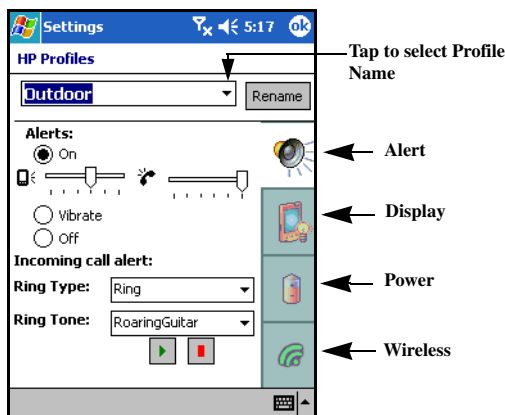 Settings 5:17 ok
HP Profiles
Tap to select Profile
Name
Outdoor Rename
Alerts:
On
Alert
Vibrate
Display
Off
Incoming call alert:
Ring Type: Ring
Power
Ring Tone: RoaringGuitar
Wireless